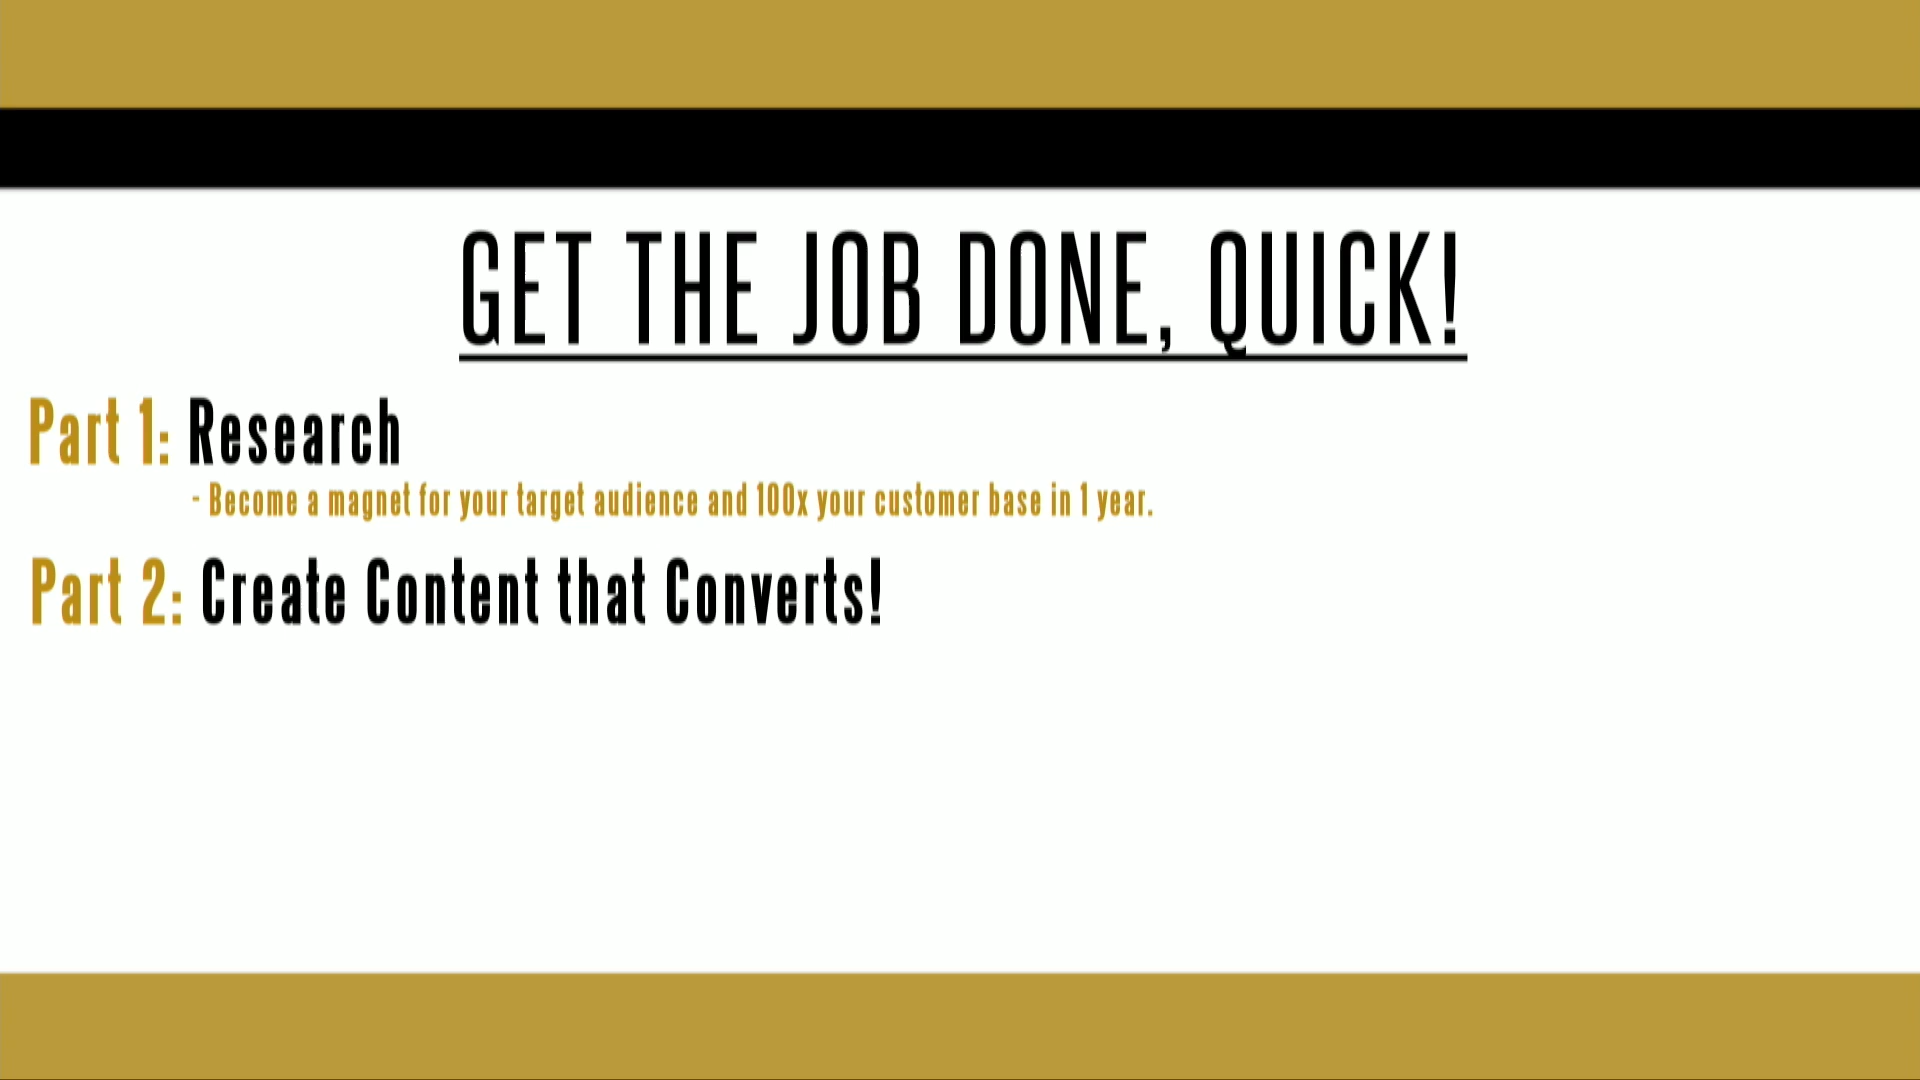 GET THE JOB DONE, QUICK!
Part 1: Research
- Become a magnet for your target audience and 100x your customer base in 1 year.
Part 2: Create Content that Converts!